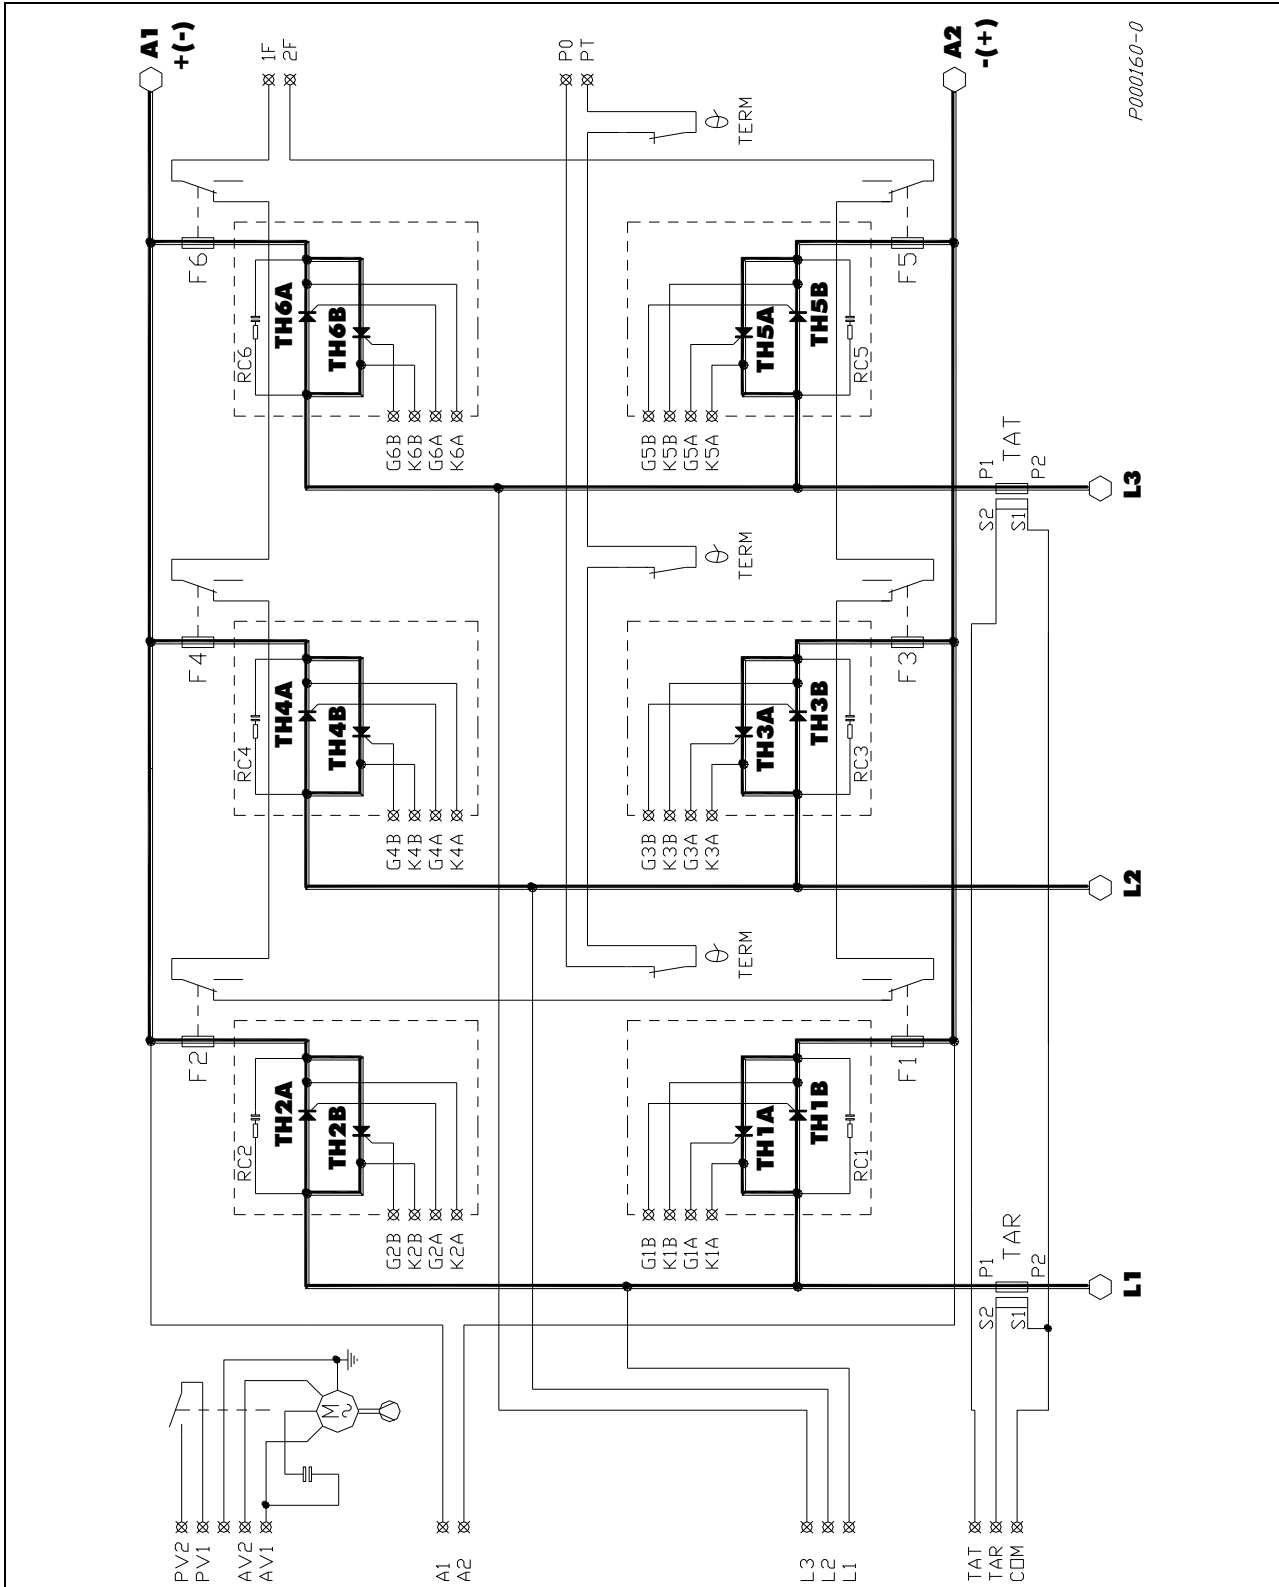 A1
+(-)
1F
2F
P0
PT
A2
-(+)
P000160-0
TERM
F6
RC6
TH6A
TH6B
G6B
K6B
G6A
K6A
TH5A
TH5B
RC5
F5
G5B
K5B
G5A
K5A
P1
TAT
P2
S2
S1
L3
TERM
F4
RC4
TH4A
TH4B
G4B
K4B
G4A
K4A
TH3A
TH3B
RC3
F3
G3B
K3B
G3A
K3A
L2
TERM
F2
RC2
TH2A
TH2B
G2B
K2B
G2A
K2A
TH1A
TH1B
RC1
F1
G1B
K1B
G1A
K1A
P1
TAR
P2
S2
S1
L1
M
PV2
PV1
AV2
AV1
A1
A2
L3
L2
L1
TAT
TAR
COM